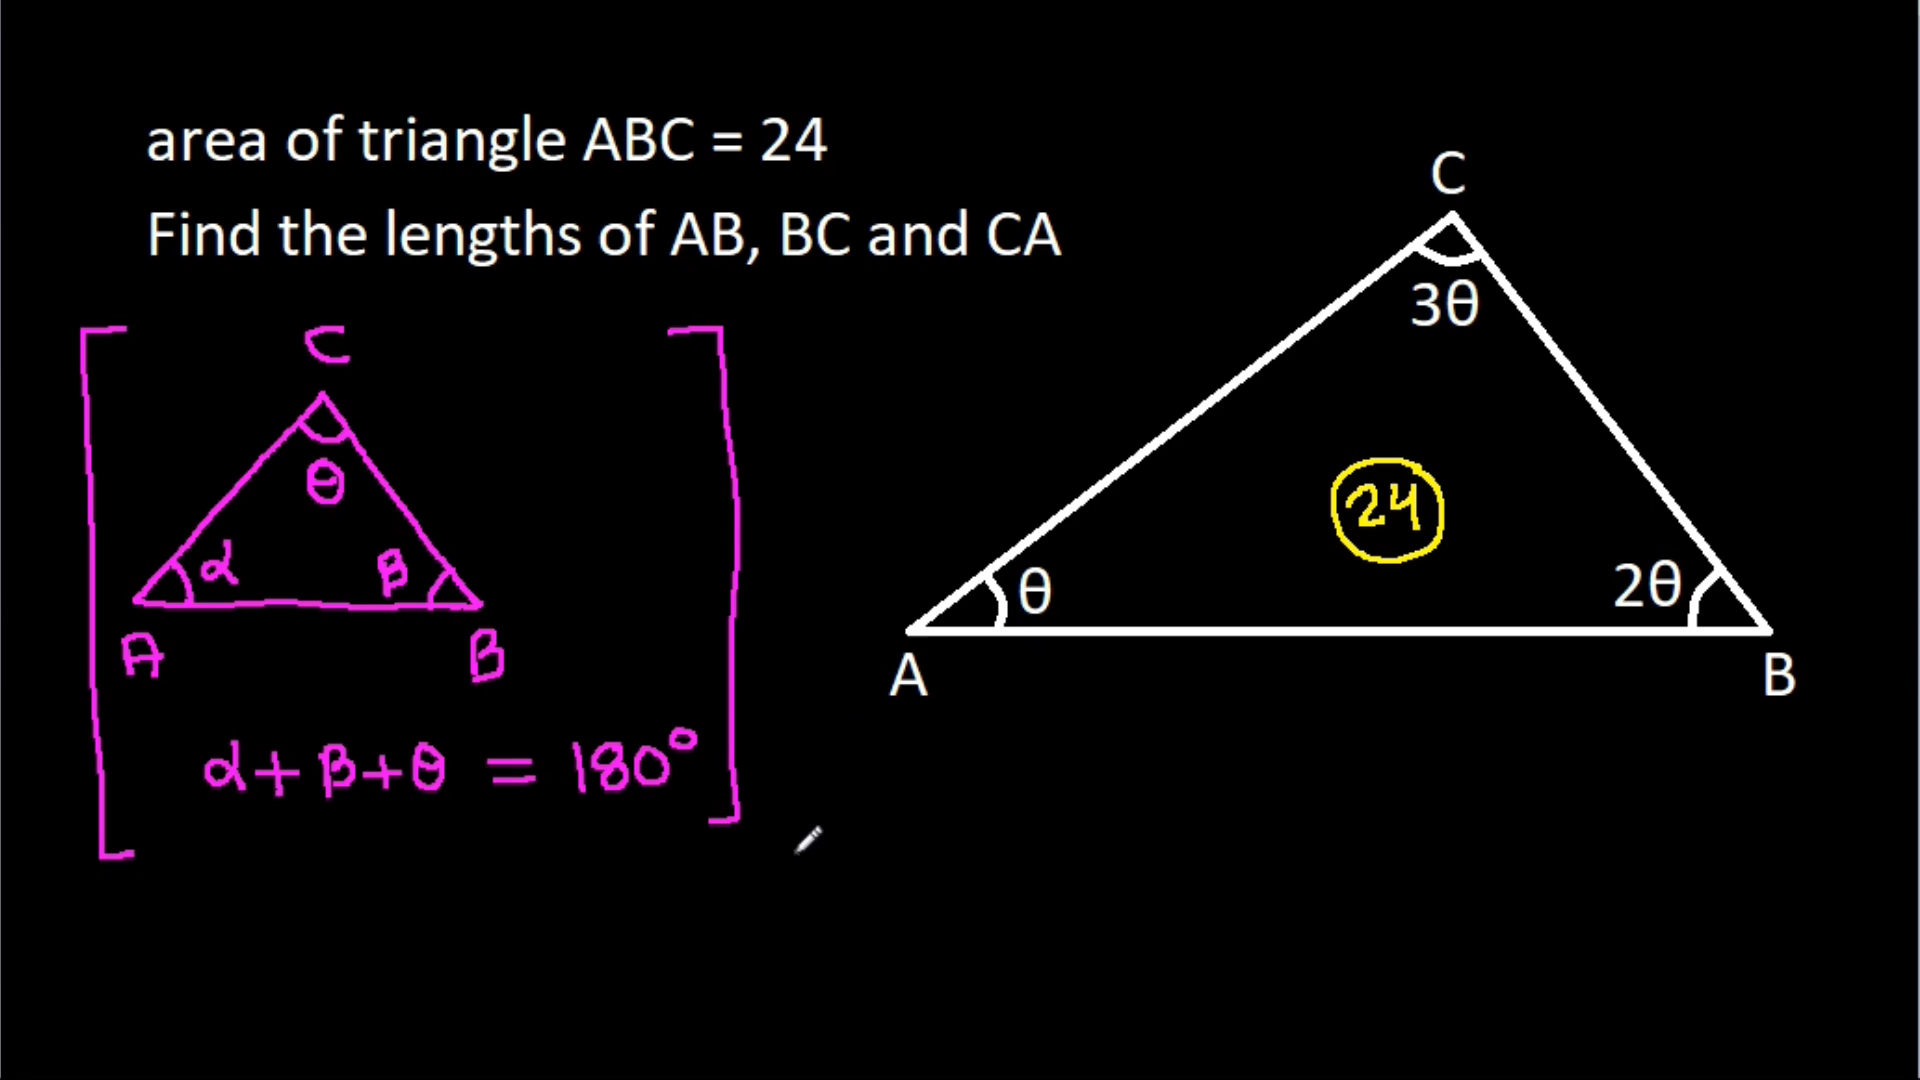 area of triangle ABC = 24
Find the lengths of AB, BC and CA
C
θ
α
β
A
B
α+β+θ = 180°
C
3θ
24
θ
2θ
A
B